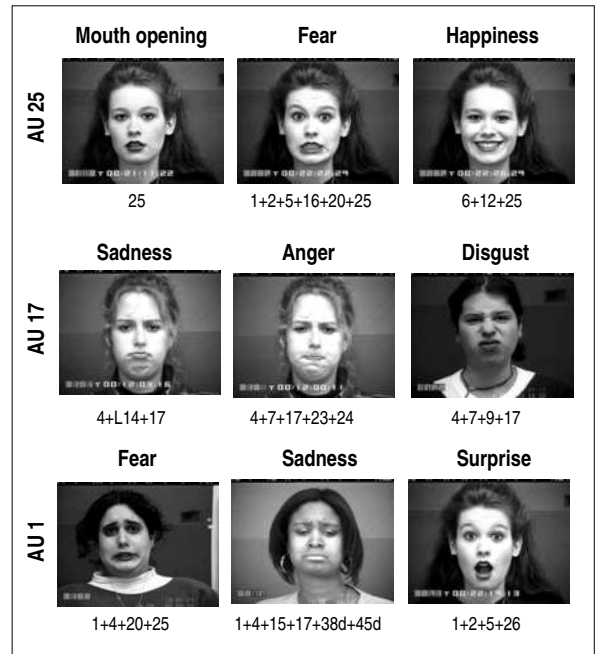 Mouth opening Fear Happiness
AU 25
25 1+2+5+16+20+25 6+12+25
Sadness Anger Disgust
AU 17
4+L14+17 4+7+17+23+24 4+7+9+17
Fear Sadness Surprise
AU 1
1+4+20+25 1+4+15+17+38d+45d 1+2+5+26